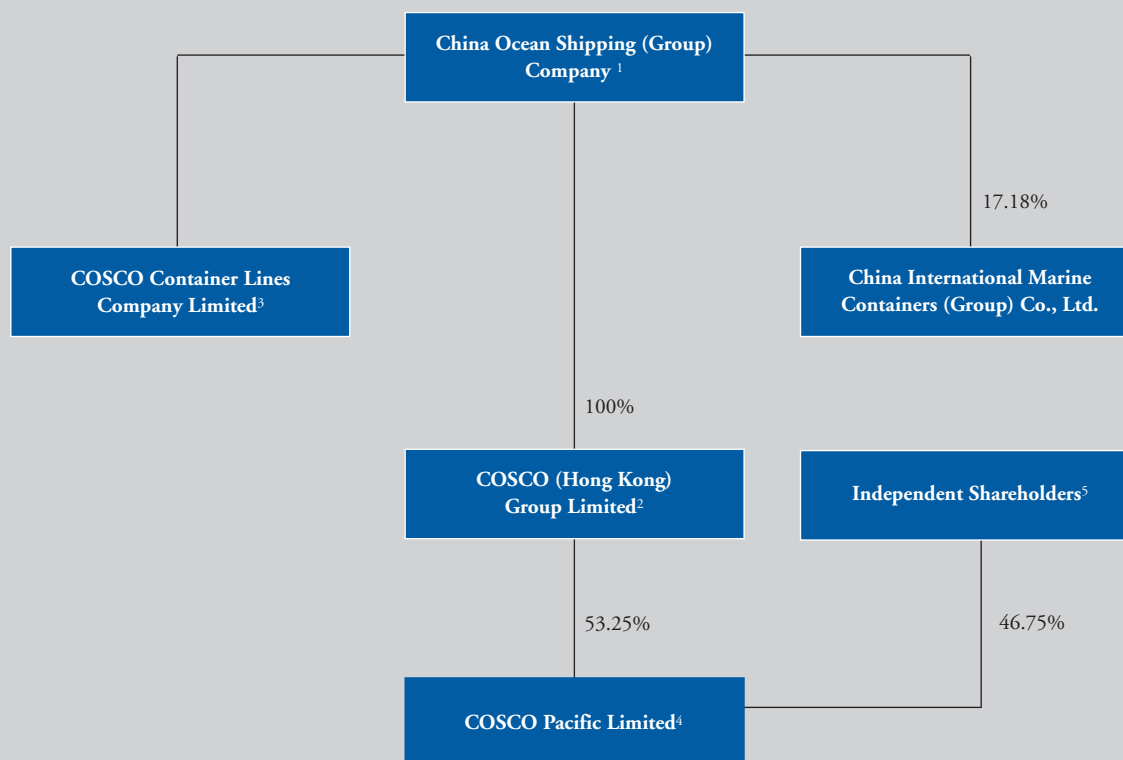 China Ocean Shipping (Group)
Company ¹
17.18%
COSCO Container Lines
Company Limited³
China International Marine
Containers (Group) Co., Ltd.
100%
COSCO (Hong Kong)
Group Limited²
Independent Shareholders⁵
53.25%
46.75%
COSCO Pacific Limited⁴